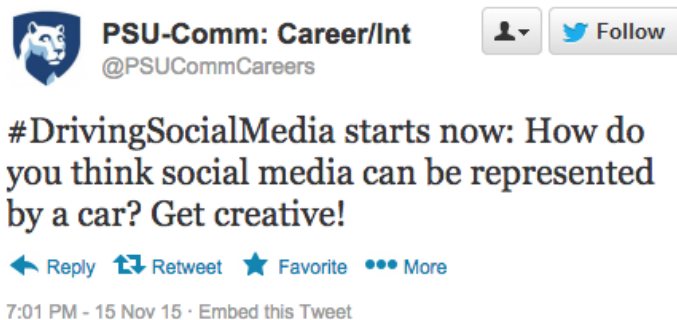 PSU-Comm: Career/Int
Follow
@PSUCommCareers
#DrivingSocialMedia starts now: How do
you think social media can be represented
by a car? Get creative!
Reply Retweet Favorite More
7:01 PM - 15 Nov 15 · Embed this Tweet